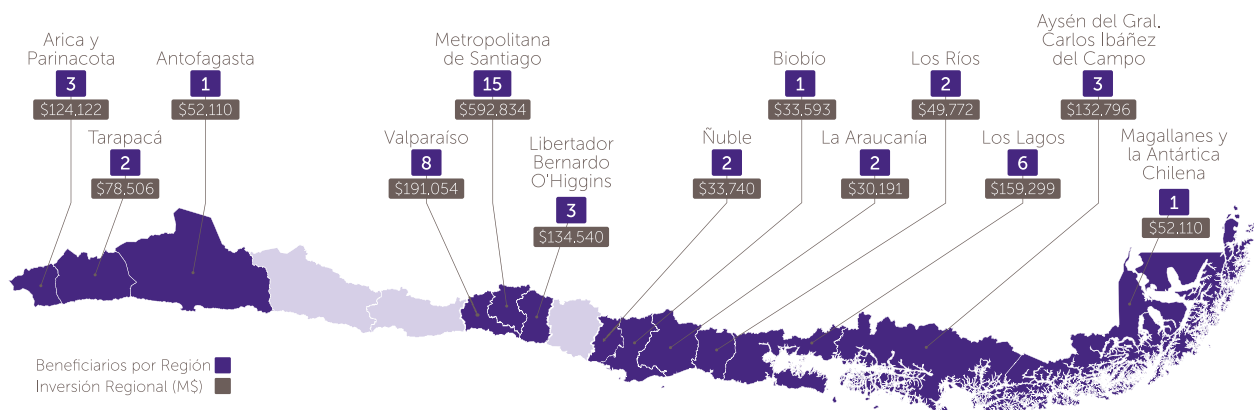 Arica y
Parinacota
3
$124,122
Tarapacá
2
$78,506
Antofagasta
1
$52,110
Valparaíso
8
$191,054
Metropolitana
de Santiago
15
$592,834
Libertador
Bernardo
O'Higgins
3
$134,540
Ñuble
2
$33,740
Biobío
1
$33,593
La Araucanía
2
$30,191
Los Ríos
2
$49,772
Los Lagos
6
$159,299
Aysén del Gral.
Carlos Ibáñez
del Campo
3
$132,796
Magallanes y
la Antártica
Chilena
1
$52,110
Beneficiarios por Región
Inversión Regional (M$)